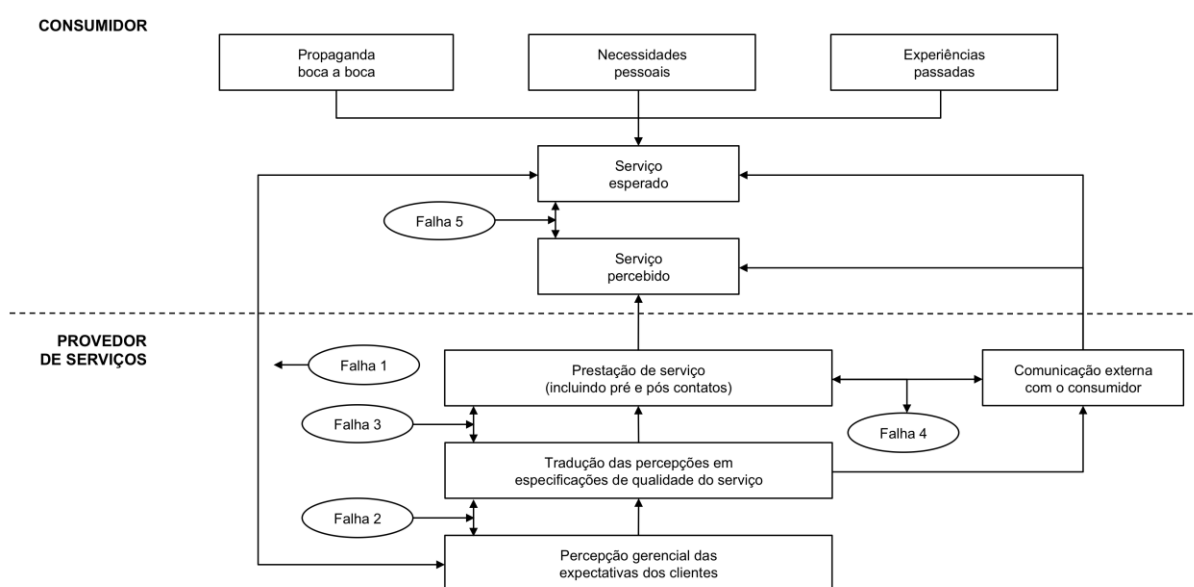 CONSUMIDOR
Propaganda
boca a boca
Necessidades
pessoais
Experiências
passadas
Serviço
esperado
Falha 5
Serviço
percebido
PROVEDOR
DE SERVIÇOS
Falha 1
Prestação de serviço
(incluindo pré e pós contatos)
Comunicação externa
com o consumidor
Falha 3
Falha 4
Tradução das percepções em
especificações de qualidade do serviço
Falha 2
Percepção gerencial das
expectativas dos clientes